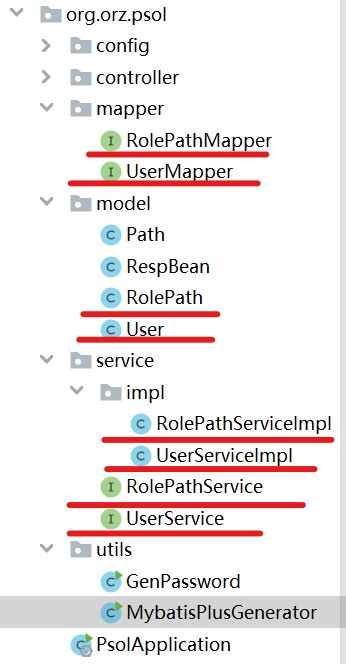 org.orz.psol
config
controller
mapper
I RolePathMapper
I UserMapper
model
C Path
C RespBean
C RolePath
C User
service
impl
C RolePathServiceImpl
C UserServiceImpl
I RolePathService
I UserService
utils
C GenPassword
C MybatisPlusGenerator
C PsolApplication